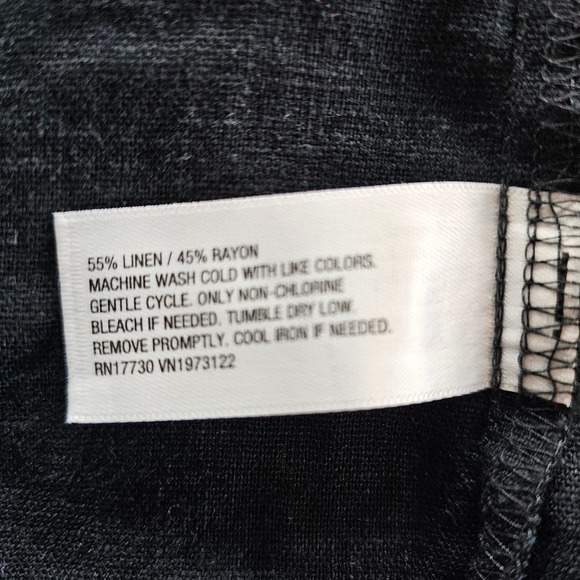 55% LINEN / 45% RAYON
MACHINE WASH COLD WITH LIKE COLORS.
GENTLE CYCLE. ONLY NON-CHLORINE
BLEACH IF NEEDED. TUMBLE DRY LOW.
REMOVE PROMPTLY. COOL IRON IF NEEDED.
RN17730 VN1973122